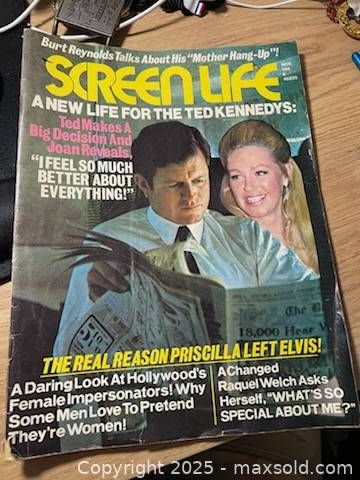 Burt Reynolds Talks About His "Mother Hang-Up"!
SCREEN LIFE
NOV.
A NEW LIFE FOR THE TED KENNEDYS:
Ted Makes A
Big Decision And
Joan Reveals,
"I FEEL SO MUCH
BETTER ABOUT
EVERYTHING!"
18,000 Hear
THE REAL REASON PRISCILLA LEFT ELVIS!
A Daring Look At Hollywood's
Female Impersonators! Why
Some Men Love To Pretend
They're Women!
A Changed
Raquel Welch Asks
Herself, "WHAT'S SO
SPECIAL ABOUT ME?"
Copyright © 2025 - maxsold.com